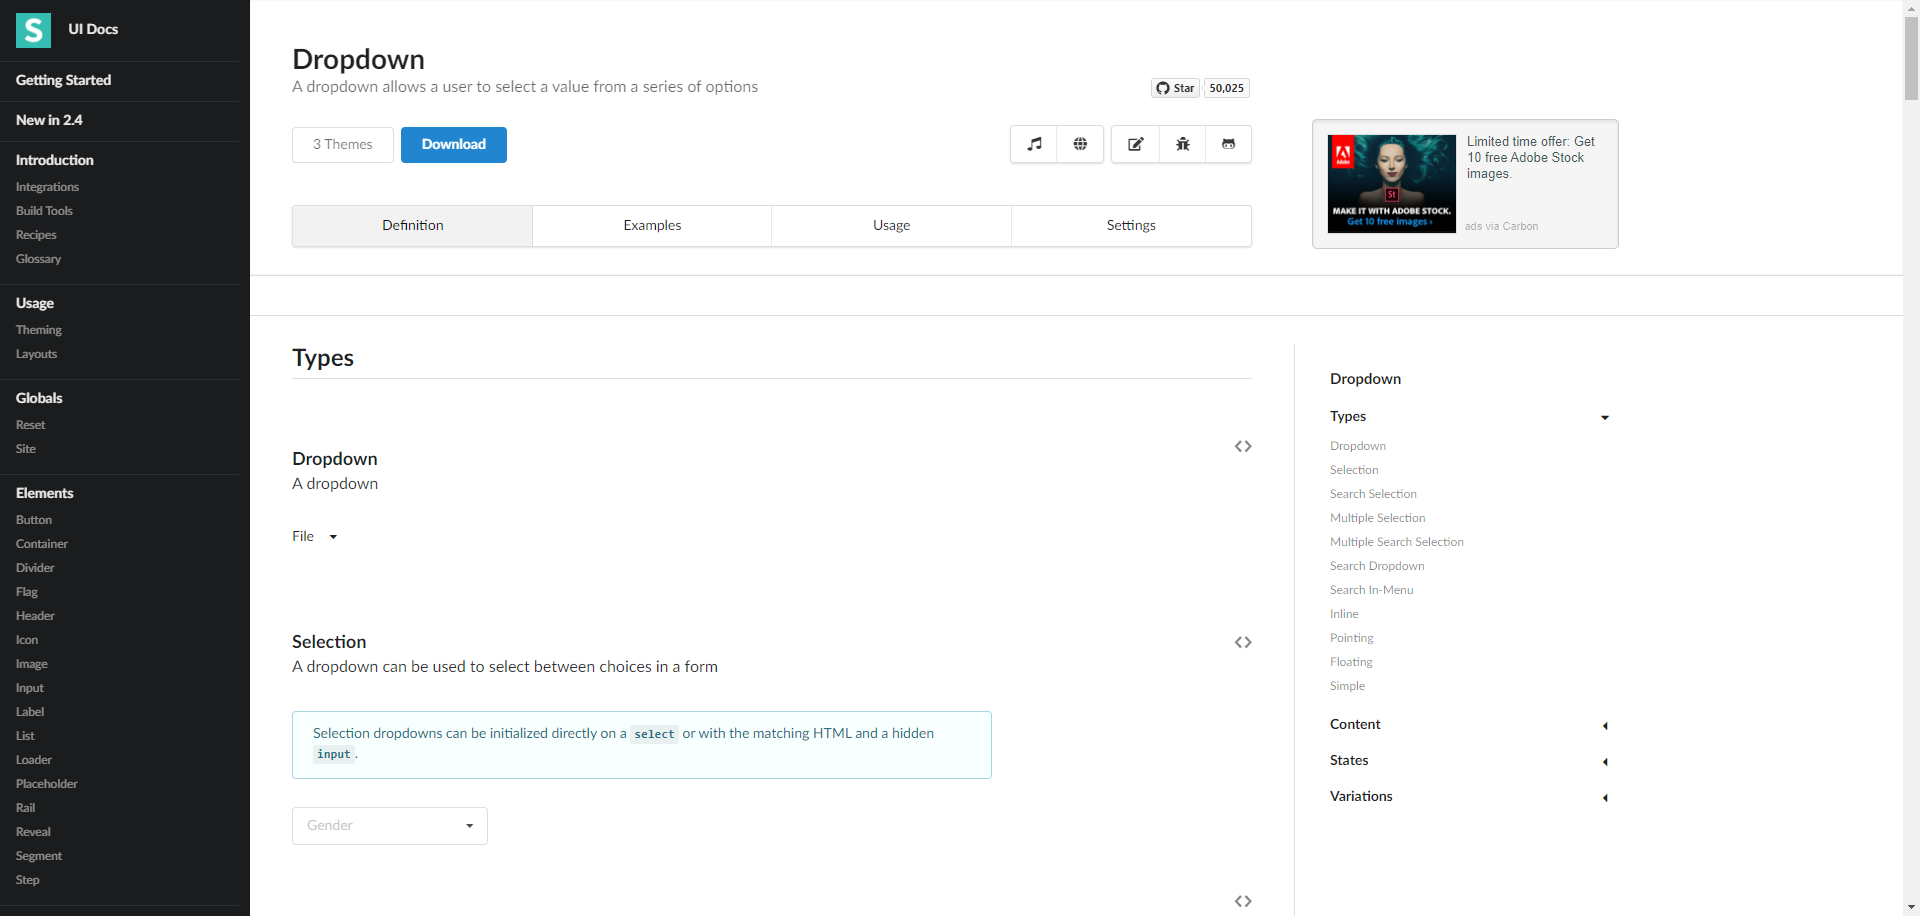 S UI Docs
Getting Started
New in 2.4
Introduction
Integrations
Build Tools
Recipes
Glossary
Usage
Theming
Layouts
Globals
Reset
Site
Elements
Button
Container
Divider
Flag
Header
Icon
Image
Input
Label
List
Loader
Placeholder
Rail
Reveal
Segment
Step
Dropdown
A dropdown allows a user to select a value from a series of options
Star 50,025
3 Themes Download
Definition Examples Usage Settings
Adobe
St
MAKE IT WITH ADOBE STOCK.
Get 10 free images ›
Limited time offer: Get
10 free Adobe Stock
images.
ads via Carbon
Types
Dropdown
A dropdown
File
Selection
A dropdown can be used to select between choices in a form
Selection dropdowns can be initialized directly on a select or with the matching HTML and a hidden
input.
Gender
Dropdown
Types
Dropdown
Selection
Search Selection
Multiple Selection
Multiple Search Selection
Search Dropdown
Search In-Menu
Inline
Pointing
Floating
Simple
Content
States
Variations